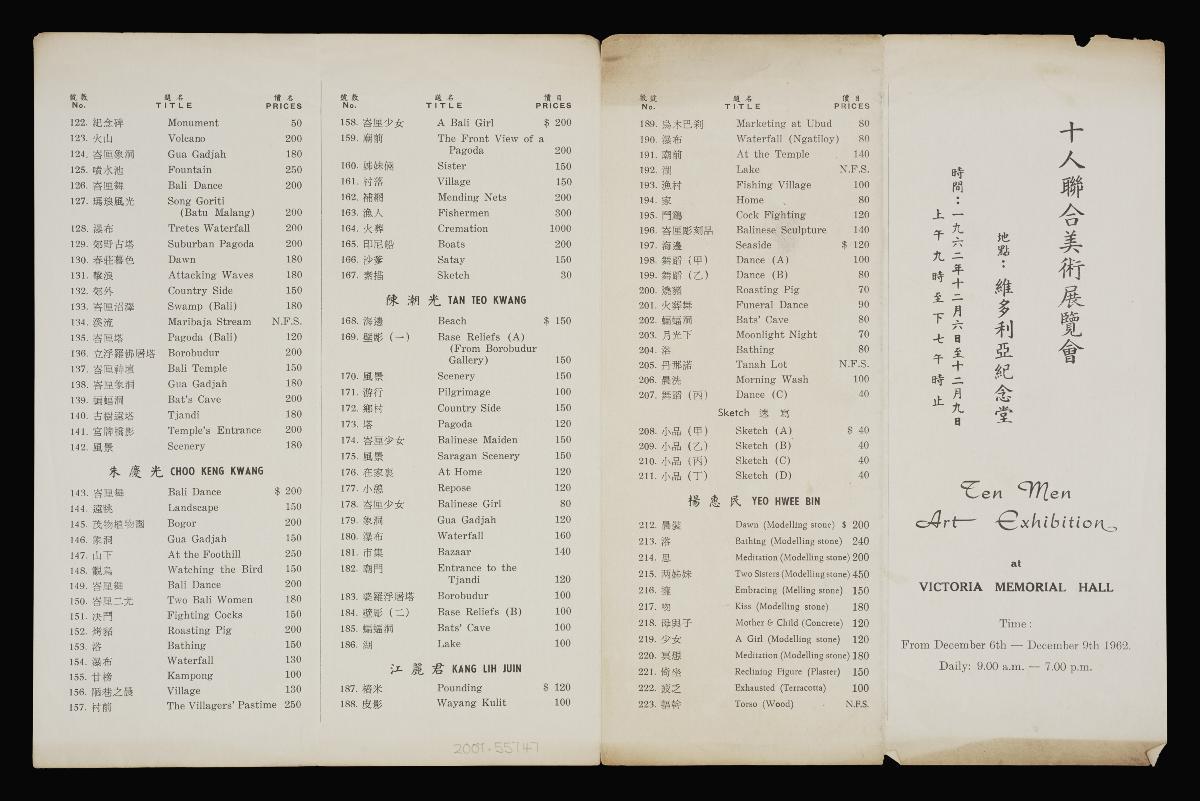 號數 題名 價名
No. TITLE PRICES
122. 紀念碑 Monument 50
123. 火山 Volcano 200
124. 峇厘象洞 Gua Gadjah 180
125. 噴水池 Fountain 250
126. 峇厘舞 Bali Dance 200
127. 瑪琅風光 Song Goriti
(Batu Malang) 200
128. 瀑布 Tretes Waterfall 200
129. 郊野古塔 Suburban Pagoda 200
130. 春莊暮色 Dawn 180
131. 擊浪 Attacking Waves 180
132. 郊外 Country Side 150
133. 峇厘沼澤 Swamp (Bali) 180
134. 溪流 Maribaja Stream N.F.S.
135. 峇厘塔 Pagoda (Bali) 120
136. 立浮羅佛居塔 Borobudur 200
137. 峇厘神壇 Bali Temple 150
138. 峇厘象洞 Gua Gadjah 180
139. 蝙蝠洞 Bat's Cave 200
140. 古樹遠塔 Tjandi 180
141. 宮牌橋影 Temple's Entrance 200
142. 風景 Scenery 180
朱慶光 CHOO KENG KWANG
143. 峇厘舞 Bali Dance $ 200
144. 遠眺 Landscape 150
145. 茂物植物園 Bogor 200
146. 象洞 Gua Gadjah 150
147. 山下 At the Foothill 250
148. 觀鳥 Watching the Bird 150
149. 峇厘舞 Bali Dance 200
150. 峇厘二尤 Two Bali Women 180
151. 決鬥 Fighting Cocks 150
152. 烤豬 Roasting Pig 200
153. 浴 Bathing 150
154. 瀑布 Waterfall 130
155. 甘榜 Kampong 100
156. 陋巷之晨 Village 130
157. 村前 The Villagers' Pastime 250
號數 題名 價目
No. TITLE PRICES
158. 峇厘少女 A Bali Girl $ 200
159. 廟前 The Front View of a
Pagoda 200
160. 姊妹倆 Sister 150
161. 村落 Village 150
162. 補網 Mending Nets 200
163. 漁人 Fishermen 300
164. 火葬 Cremation 1000
165. 印尼船 Boats 200
166. 沙爹 Satay 150
167. 素描 Sketch 30
陳潮光 TAN TEO KWANG
168. 海邊 Beach $ 150
169. 壁彫（一） Base Reliefs (A)
(From Borobudur
Gallery) 150
170. 風景 Scenery 150
171. 游行 Pilgrimage 100
172. 鄉村 Country Side 150
173. 塔 Pagoda 120
174. 峇厘少女 Balinese Maiden 150
175. 風景 Saragan Scenery 150
176. 在家裏 At Home 120
177. 小憩 Repose 120
178. 峇厘少女 Balinese Girl 80
179. 象洞 Gua Gadjah 120
180. 瀑布 Waterfall 160
181. 市集 Bazaar 140
182. 廟門 Entrance to the
Tjandi 120
183. 婆羅浮居塔 Borobudur 100
184. 壁彫（二） Base Reliefs (B) 100
185. 蝙蝠洞 Bats' Cave 100
186. 湖 Lake 100
江麗君 KANG LIH JUIN
187. 樁米 Pounding $ 120
188. 皮影 Wayang Kulit 100
2007-55747
題名 價目
No. TITLE PRICES
189. 烏木巴剎 Marketing at Ubud 80
190. 瀑布 Waterfall (Ngatiloy) 80
191. 廟前 At the Temple 140
192. 湖 Lake N.F.S.
193. 漁村 Fishing Village 100
194. 家 Home 80
195. 鬥鷄 Cock Fighting 120
196. 峇厘彫刻品 Balinese Sculpture 140
197. 海邊 Seaside $ 120
198. 舞蹈（甲） Dance (A) 100
199. 舞蹈（乙） Dance (B) 80
200. 燒豬 Roasting Pig 70
201. 火葬舞 Funeral Dance 90
202. 蝙蝠洞 Bats' Cave 80
203. 月光下 Moonlight Night 70
204. 浴 Bathing 80
205. 丹那諾 Tanah Lot N.F.S.
206. 晨洗 Morning Wash 100
207. 舞蹈（丙） Dance (C) 40
Sketch 速寫
208. 小品（甲） Sketch (A) $ 40
209. 小品（乙） Sketch (B) 40
210. 小品（丙） Sketch (C) 40
211. 小品（丁） Sketch (D) 40
楊惠民 YEO HWEE BIN
212. 晨裝 Dawn (Modelling stone) $ 200
213. 浴 Bathing (Modelling stone) 240
214. 思 Meditation (Modelling stone) 200
215. 两姊妹 Two Sisters (Modelling stone) 450
216. 擁 Embracing (Melling stone) 150
217. 吻 Kiss (Modelling stone) 180
218. 母與子 Mother & Child (Concrete) 120
219. 少女 A Girl (Modelling stone) 120
220. 冥想 Meditation (Modelling stone) 180
221. 倚坐 Reclining Figure (Plaster) 150
222. 疲乏 Exhausted (Terracotta) 100
223. 軀幹 Torso (Wood) N.F.S.
十人聯合美術展覽會
地點：維多利亞紀念堂
時間：一九六二年十二月六日至十二月九日
上午九時至下七午時止
Ten Men
Art Exhibition
at
VICTORIA MEMORIAL HALL
Time:
From December 6th — December 9th 1962.
Daily: 9.00 a.m. — 7.00 p.m.